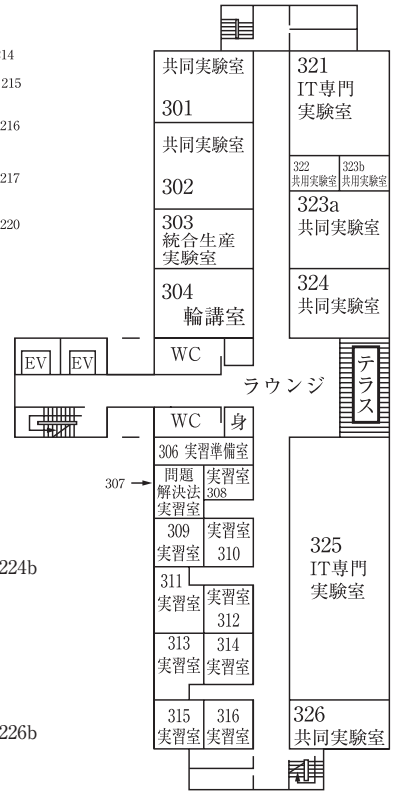 214
215
216
217
220
224b
226b
共同実験室
301
共同実験室
302
303
統合生産
実験室
304
輪講室
321
IT専門
実験室
322
共用実験室
323b
共用実験室
323a
共同実験室
324
共同実験室
EV
EV
WC
ラウンジ
テラス
WC
身
306 実習準備室
307
問題
解決法
実習室
実習室
308
309
実習室
実習室
310
311
実習室
実習室
312
313
実習室
314
実習室
315
実習室
316
実習室
325
IT専門
実験室
326
共同実験室